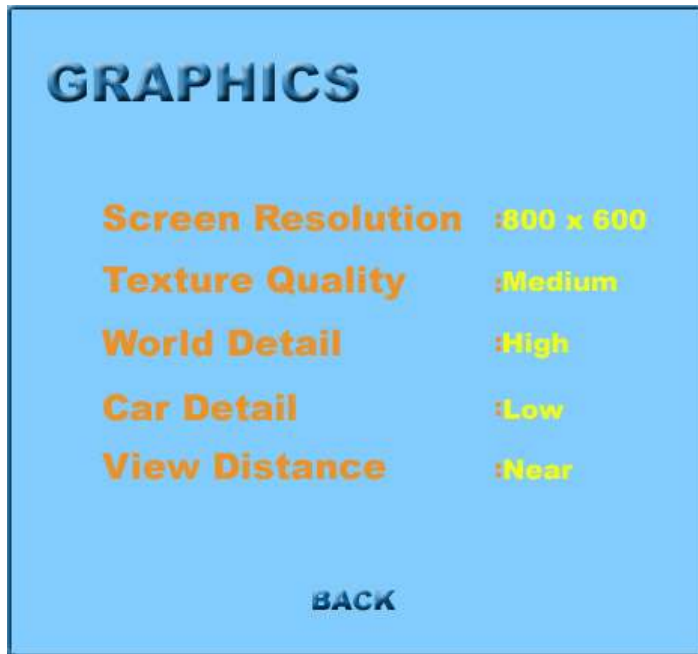 GRAPHICS
Screen Resolution :800 x 600
Texture Quality :Medium
World Detail :High
Car Detail :Low
View Distance :Near
BACK